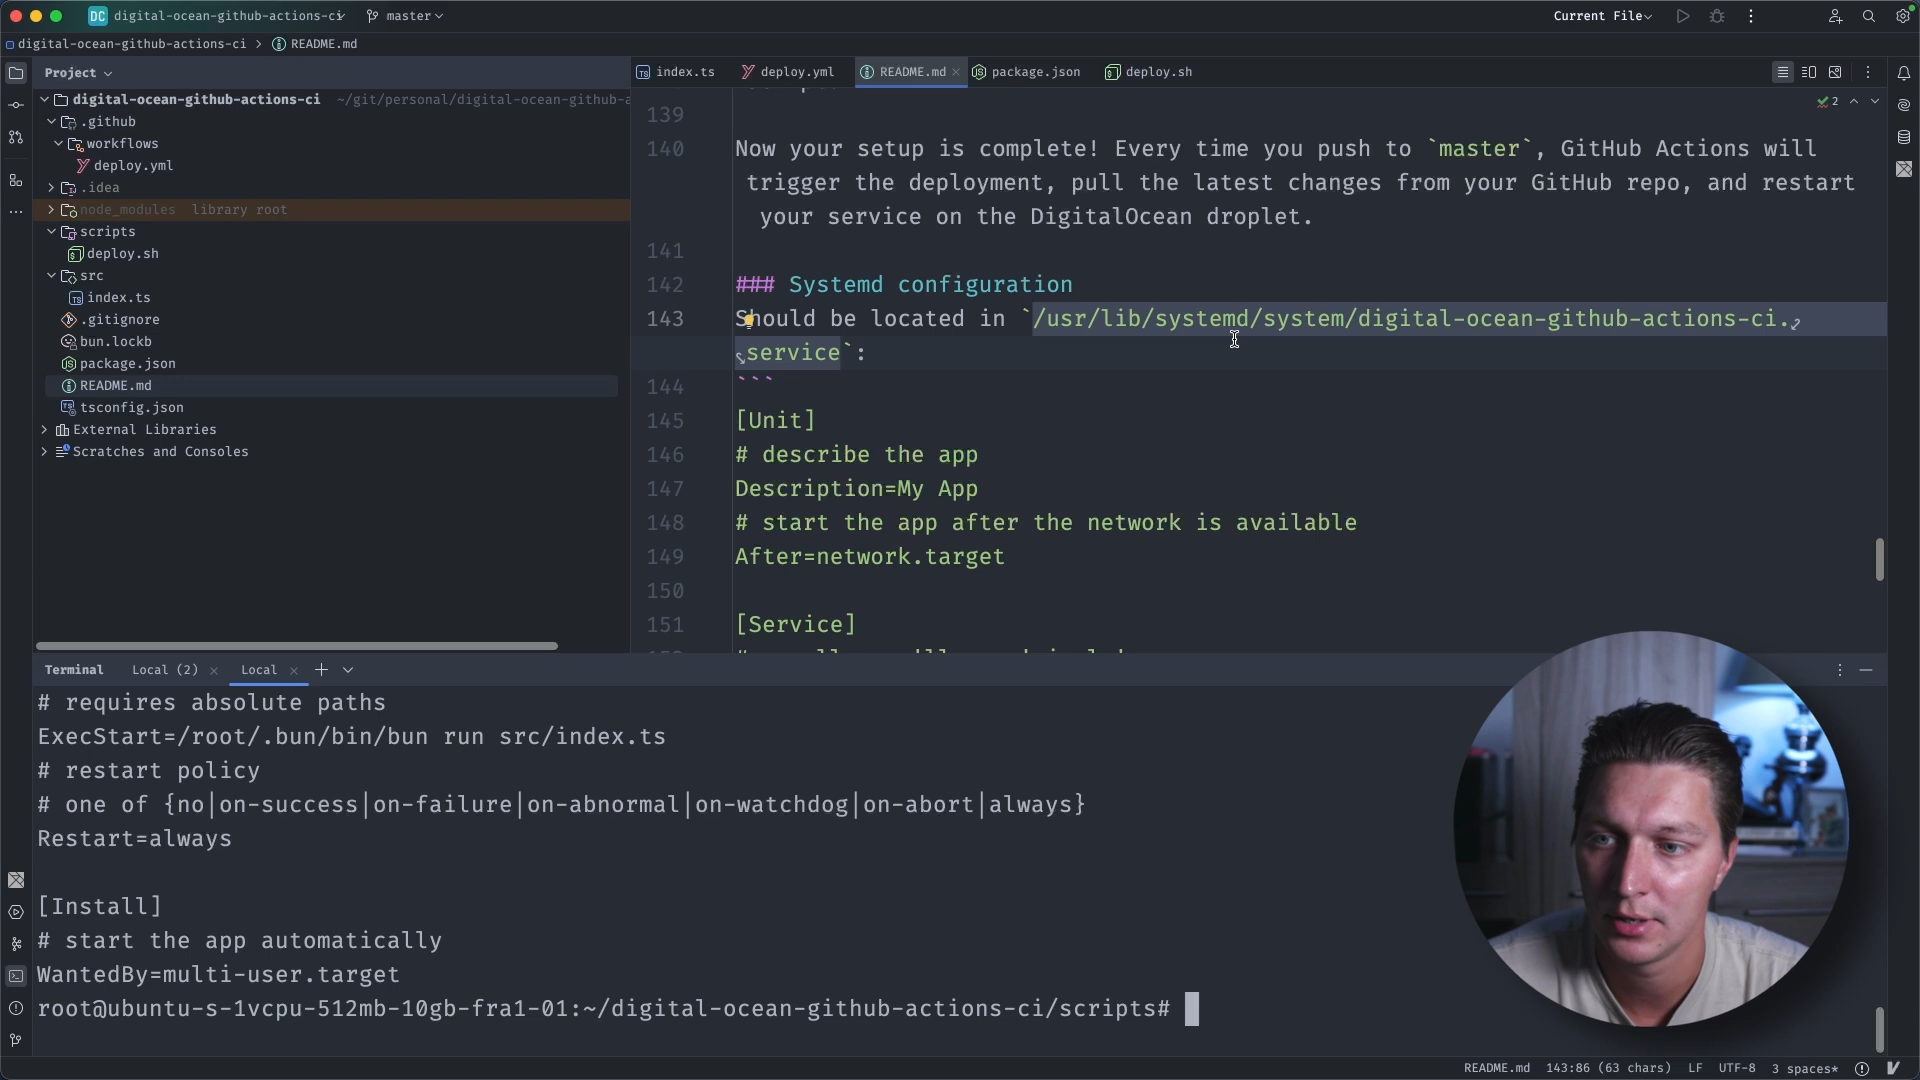 DC digital-ocean-github-actions-ci master
Current File
digital-ocean-github-actions-ci > README.md
Project
index.ts deploy.yml README.md package.json deploy.sh
digital-ocean-github-actions-ci ~/git/personal/digital-ocean-github-a
.github
workflows
deploy.yml
.idea
node_modules library root
scripts
deploy.sh
src
index.ts
.gitignore
bun.lockb
package.json
README.md
tsconfig.json
External Libraries
Scratches and Consoles
2
139
140 Now your setup is complete! Every time you push to `master`, GitHub Actions will
trigger the deployment, pull the latest changes from your GitHub repo, and restart
your service on the DigitalOcean droplet.
141
142 ### Systemd configuration
143 Should be located in `/usr/lib/systemd/system/digital-ocean-github-actions-ci.
service`:
144 ```
145 [Unit]
146 # describe the app
147 Description=My App
148 # start the app after the network is available
149 After=network.target
150
151 [Service]
Terminal Local (2) Local
# requires absolute paths
ExecStart=/root/.bun/bin/bun run src/index.ts
# restart policy
# one of {no|on-success|on-failure|on-abnormal|on-watchdog|on-abort|always}
Restart=always
[Install]
# start the app automatically
WantedBy=multi-user.target
root@ubuntu-s-1vcpu-512mb-10gb-fra1-01:~/digital-ocean-github-actions-ci/scripts#
README.md 143:86 (63 chars) LF UTF-8 3 spaces*